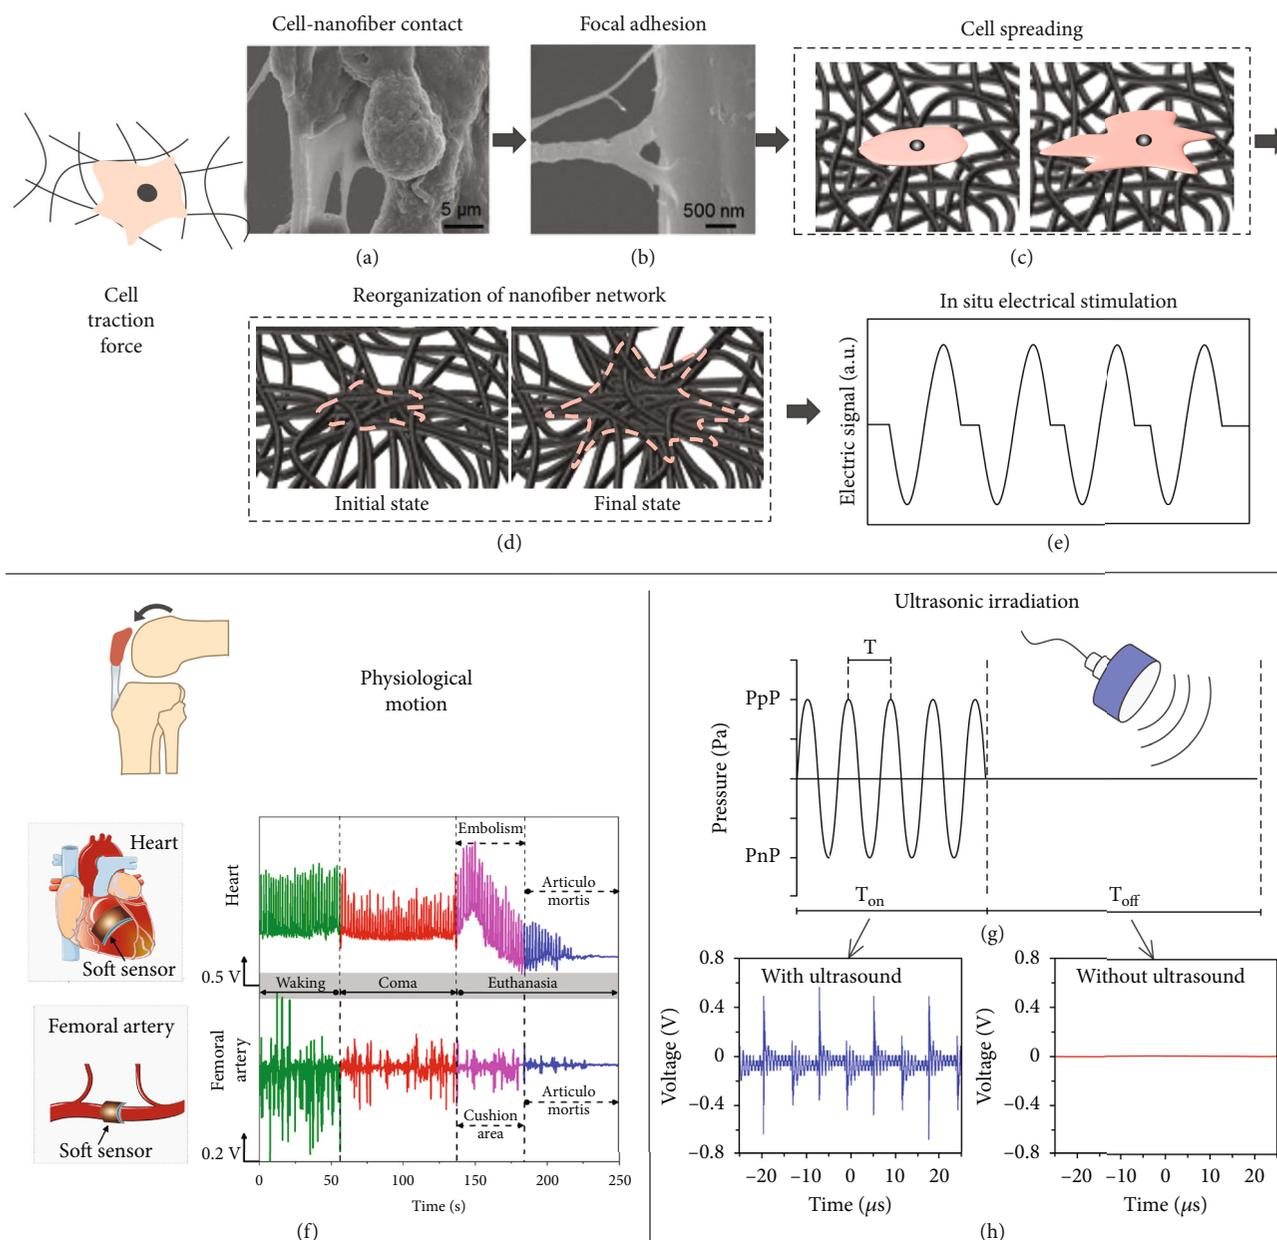 Cell-nanofiber contact
Focal adhesion
Cell spreading
5 μm
500 nm
(a)
(b)
(c)
Cell
traction
force
Reorganization of nanofiber network
In situ electrical stimulation
Electric signal (a.u.)
Initial state
Final state
(d)
(e)
Physiological
motion
Heart
Soft sensor
Femoral artery
Soft sensor
Heart
0.5 V
Embolism
Articulo
mortis
Waking
Coma
Euthanasia
Femoral
artery
0.2 V
Cushion
area
Articulo
mortis
0
50
100
150
200
250
Time (s)
(f)
Ultrasonic irradiation
T
PpP
Pressure (Pa)
PnP
Ton
Toff
(g)
With ultrasound
Voltage (V)
0.8
0.4
0
–0.4
–0.8
–20
–10
0
10
20
Time (μs)
Without ultrasound
Voltage (V)
0.8
0.4
0
–0.4
–0.8
–20
–10
0
10
20
Time (μs)
(h)